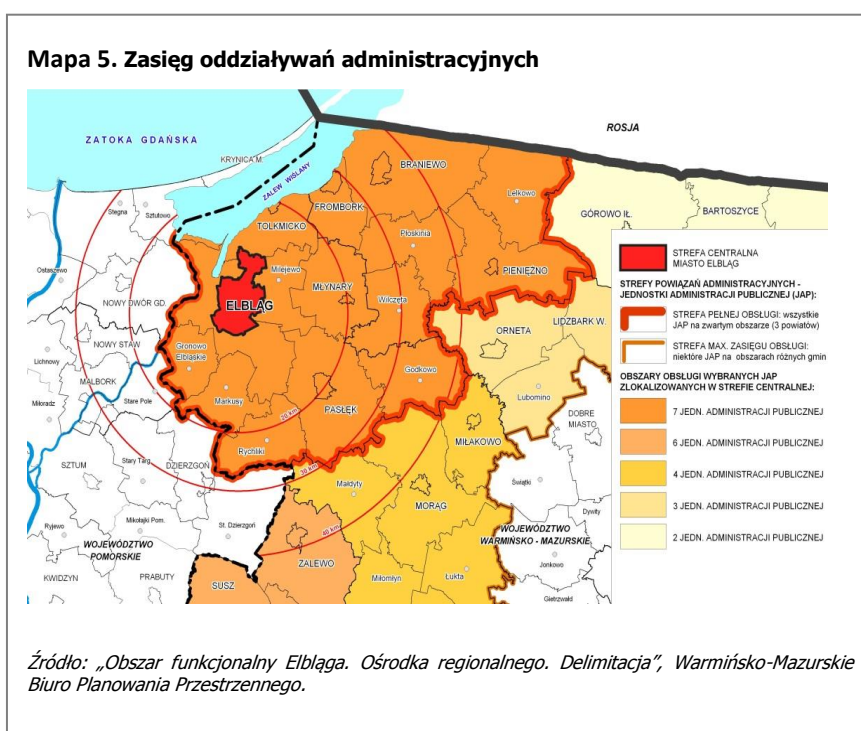 Mapa 5. Zasięg oddziaływań administracyjnych
ZATOKA GDAŃSKA
ROSJA
KRYNICA M.
ZALEW WIŚLANY
BRANIEWO
Stegna
Sztutowo
FROMBORK
Lelkowo
TOLKMICKO
GÓROWO IŁ.
BARTOSZYCE
Płoskinia
Ostaszewo
Milejewo
PIENIĘŻNO
NOWY DWÓR GD.
MŁYNARY
ELBLĄG
Wilczęta
ORNETA
LIDZBARK W.
NOWY STAW
Gronowo
Elbląskie
Lichnowy
Godkowo
MALBORK
Markusy
Lubomino
Miłoradz
Stare Pole
PASŁĘK
20 km
DOBRE
MIASTO
Rychliki
MIŁAKOWO
SZTUM
Stary Targ
DZIERZGOŃ
30 km
Małdyty
Świątki
MORĄG
Dywity
Ryjewo
Mikołajki Pom.
St. Dzierzgoń
40 km
WOJEWÓDZTWO
POMORSKIE
WOJEWÓDZTWO
WARMIŃSKO - MAZURSKIE
ZALEWO
Jonkowo
KWIDZYN
PRABUTY
SUSZ
Miłomłyn
Łukta
Gietrzwałd
STREFA CENTRALNA
MIASTO ELBLĄG
STREFY POWIĄZAŃ ADMINISTRACYJNYCH -
JEDNOSTKI ADMINISTRACJI PUBLICZNEJ (JAP):
STREFA PEŁNEJ OBSŁUGI: wszystkie
JAP na zwartym obszarze (3 powiatów)
STREFA MAX. ZASIĘGU OBSŁUGI:
niektóre JAP na obszarach różnych gmin
OBSZARY OBSŁUGI WYBRANYCH JAP
ZLOKALIZOWANYCH W STREFIE CENTRALNEJ:
7 JEDN. ADMINISTRACJI PUBLICZNEJ
6 JEDN. ADMINISTRACJI PUBLICZNEJ
4 JEDN. ADMINISTRACJI PUBLICZNEJ
3 JEDN. ADMINISTRACJI PUBLICZNEJ
2 JEDN. ADMINISTRACJI PUBLICZNEJ
Źródło: „Obszar funkcjonalny Elbląga. Ośrodka regionalnego. Delimitacja”, Warmińsko-Mazurskie
Biuro Planowania Przestrzennego.